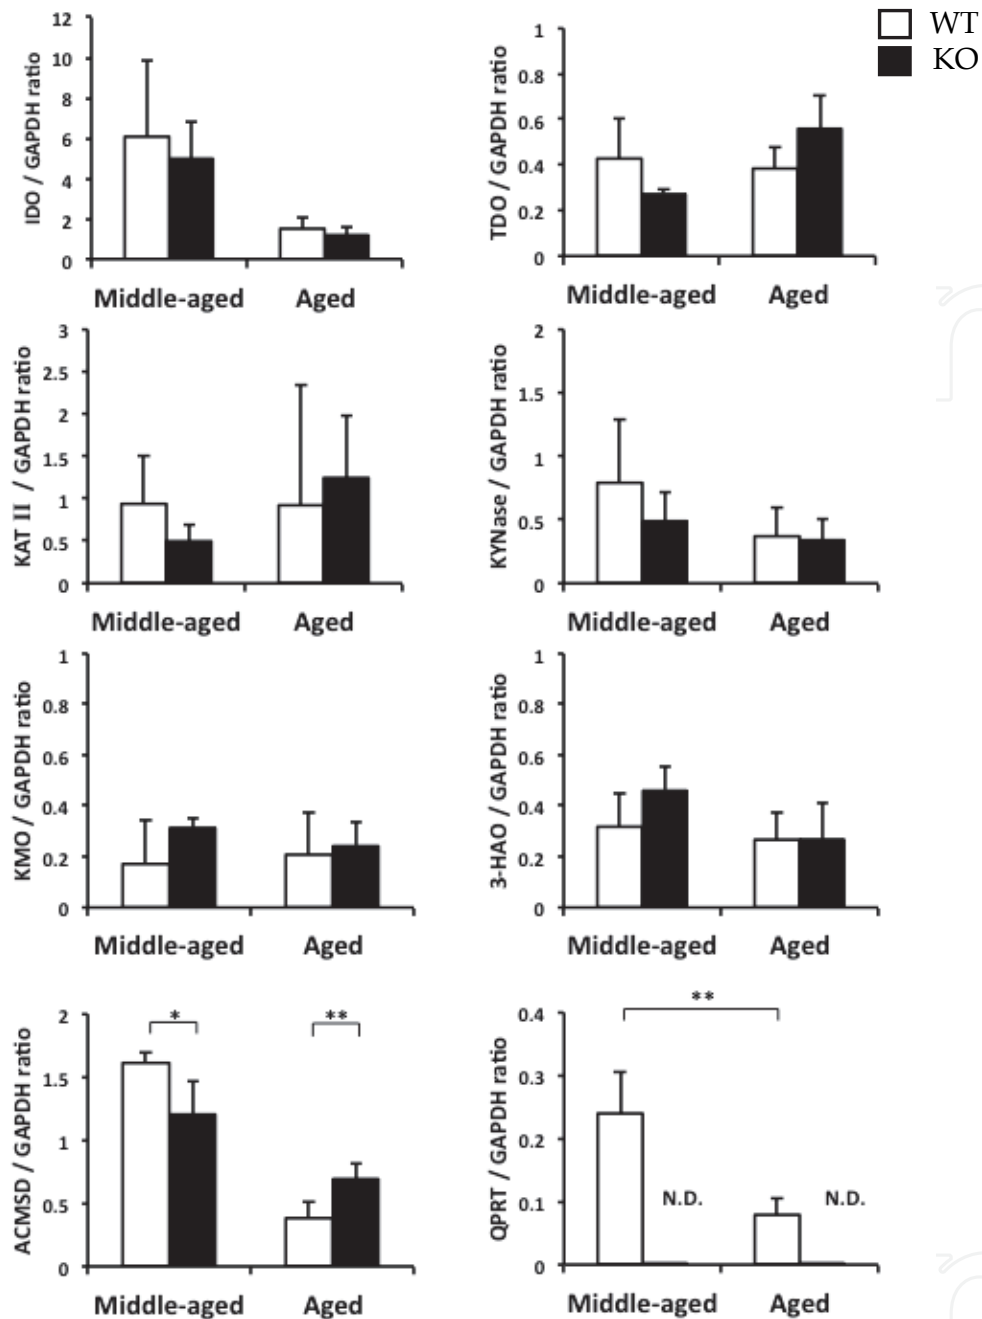 WT
KO
IDO / GAPDH ratio
12
10
8
6
4
2
0
Middle-aged Aged
TDO / GAPDH ratio
1
0.8
0.6
0.4
0.2
0
Middle-aged Aged
KAT II / GAPDH ratio
3
2.5
2
1.5
1
0.5
0
Middle-aged Aged
KYNase / GAPDH ratio
2
1.5
1
0.5
0
Middle-aged Aged
KMO / GAPDH ratio
1
0.8
0.6
0.4
0.2
0
Middle-aged Aged
3-HAO / GAPDH ratio
1
0.8
0.6
0.4
0.2
0
Middle-aged Aged
ACMSD / GAPDH ratio
2
1.5
1
0.5
0
* **
Middle-aged Aged
QPRT / GAPDH ratio
0.4
0.3
0.2
0.1
0
**
N.D. N.D.
Middle-aged Aged